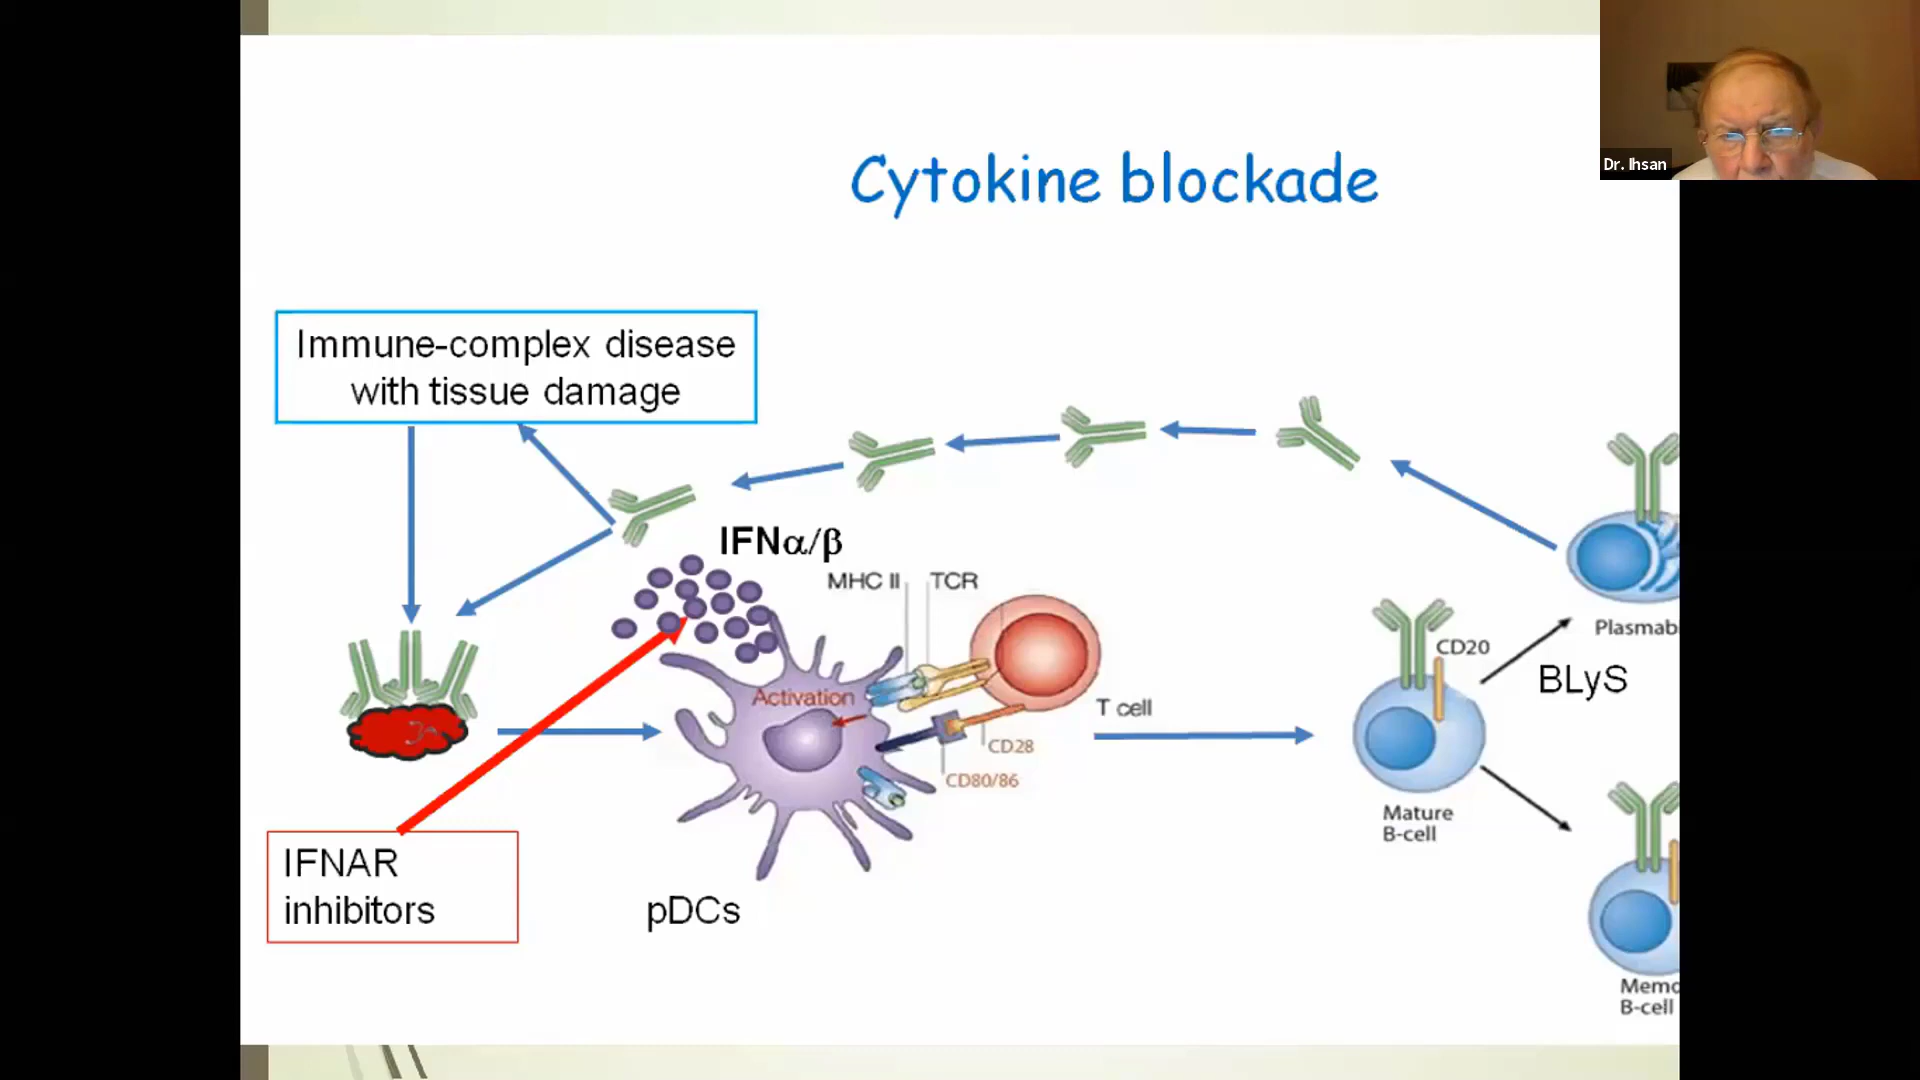 Cytokine blockade
Dr. Ihsan
Immune-complex disease
with tissue damage
IFNα/β
MHC II
TCR
Activation
T cell
CD28
CD80/86
CD20
BLyS
Plasmab
Mature
B-cell
IFNAR
inhibitors
pDCs
Memo
B-cell